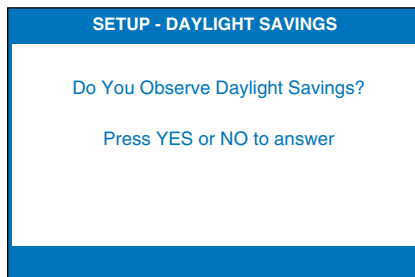 SETUP - DAYLIGHT SAVINGS
Do You Observe Daylight Savings?
Press YES or NO to answer